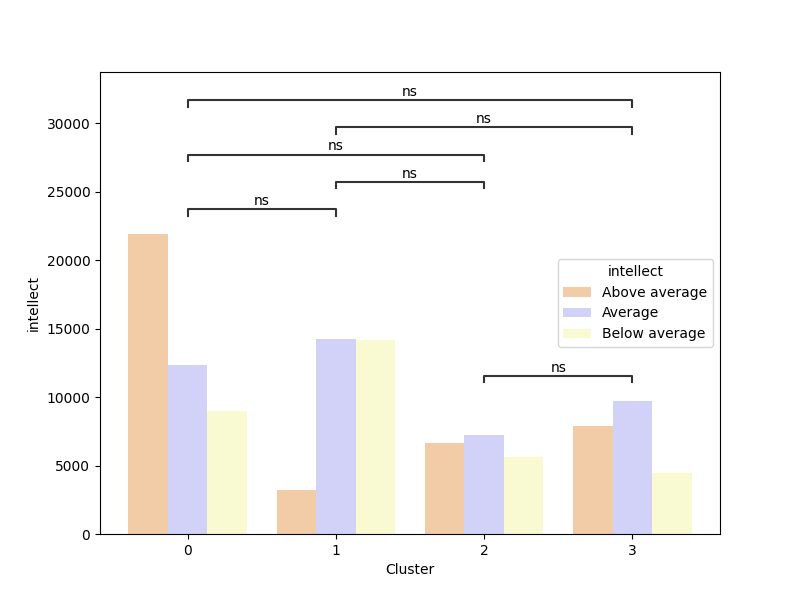 ns
ns
ns
ns
ns
ns
30000
25000
20000
15000
10000
5000
0
intellect
intellect
Above average
Average
Below average
0
1
2
3
Cluster